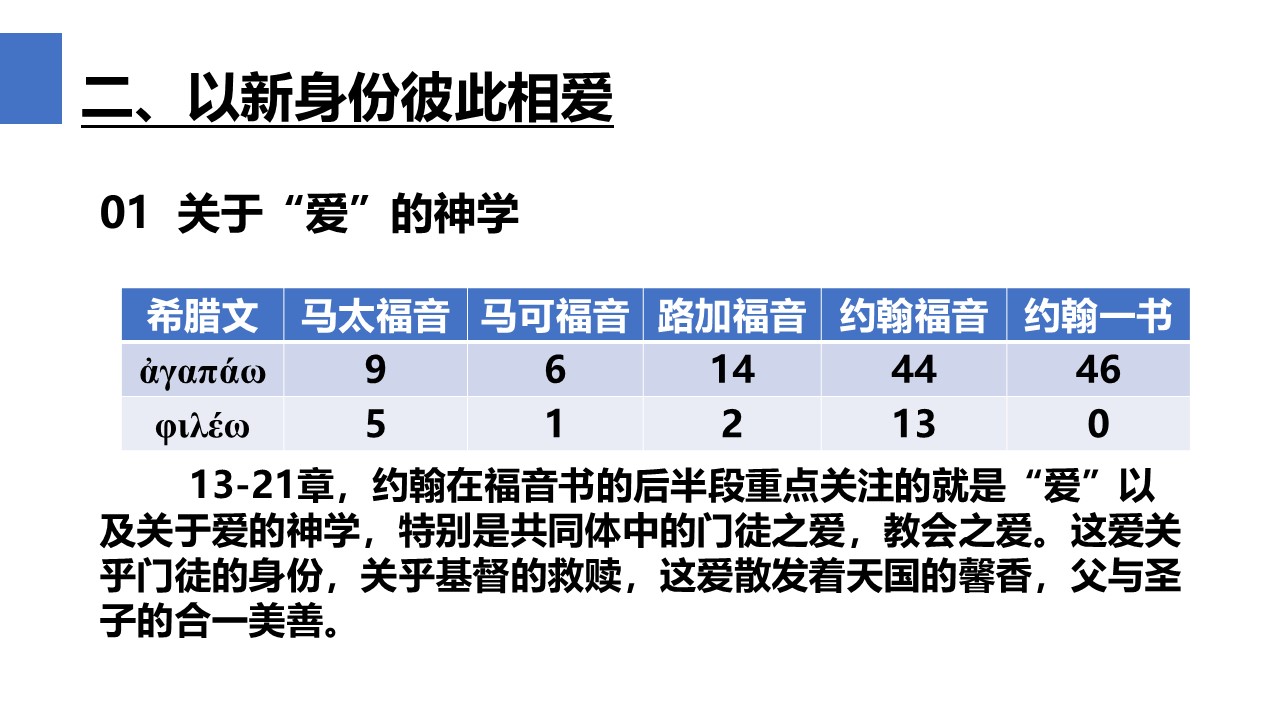 二、以新身份彼此相爱
01 关于“爱”的神学
希腊文 马太福音 马可福音 路加福音 约翰福音 约翰一书
ἀγαπάω 9 6 14 44 46
φιλέω 5 1 2 13 0
13-21章，约翰在福音书的后半段重点关注的就是“爱”以
及关于爱的神学，特别是共同体中的门徒之爱，教会之爱。这爱关
乎门徒的身份，关乎基督的救赎，这爱散发着天国的馨香，父与圣
子的合一美善。